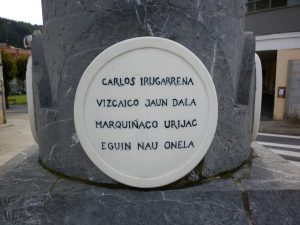 CARLOS IRUGARRENA
VIZCAICO JAUN DALA
MARQUIÑACO URIJAC
EGUIN NAU ONELA